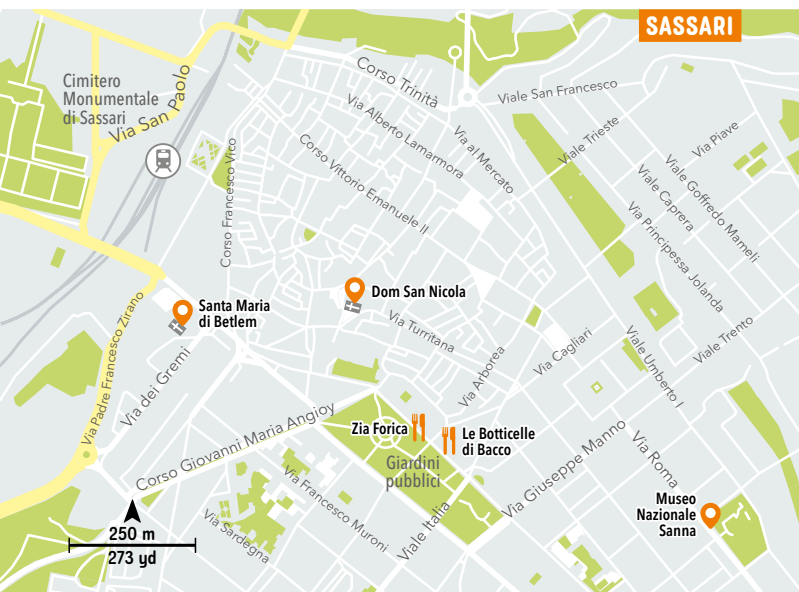 SASSARI
Cimitero
Monumentale
di Sassari
Via San Paolo
Corso Trinità
Viale San Francesco
Via Alberto Lamarmora
Via al Mercato
Viale Trieste
Via Piave
Corso Francesco Vico
Corso Vittorio Emanuele II
Viale Caprera
Viale Goffredo Mameli
Via Principessa Jolanda
Santa Maria
di Betlem
Dom San Nicola
Via Turritana
Via Padre Francesco Zirano
Via dei Gremi
Via Arborea
Via Cagliari
Viale Umberto I
Viale Trento
Corso Giovanni Maria Angioy
Zia Forica
Le Botticelle
di Bacco
Giardini
pubblici
Via Giuseppe Manno
Via Roma
Via Francesco Muroni
Via Sardegna
Viale Italia
Museo
Nazionale
Sanna
250 m
273 yd